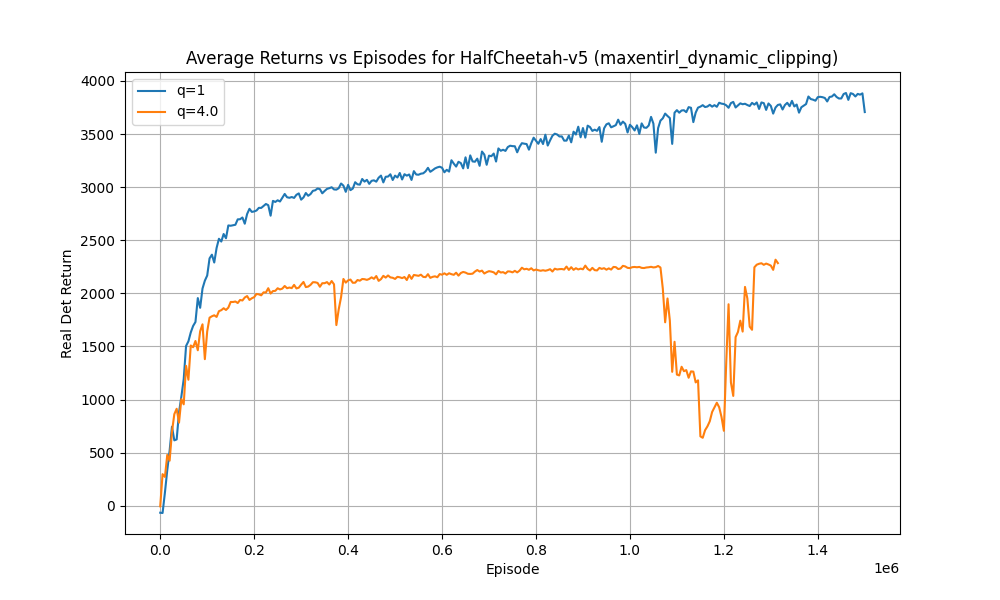 Average Returns vs Episodes for HalfCheetah-v5 (maxentirl_dynamic_clipping)
q=1
q=4.0
Real Det Return
4000
3500
3000
2500
2000
1500
1000
500
0
0.0 0.2 0.4 0.6 0.8 1.0 1.2 1.4
1e6
Episode